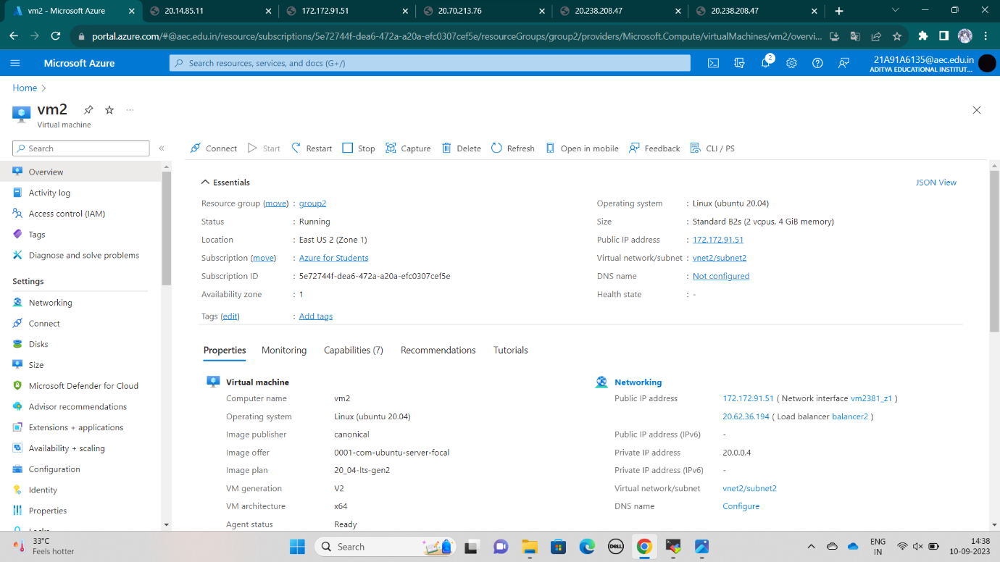 vm2 - Microsoft Azure
20.14.85.11
172.172.91.51
20.70.213.76
20.238.208.47
20.238.208.47
portal.azure.com/#@aec.edu.in/resource/subscriptions/5e72744f-dea6-472a-a20a-efc0307cef5e/resourceGroups/group2/providers/Microsoft.Compute/virtualMachines/vm2/overvi...
Microsoft Azure
Search resources, services, and docs (G+/)
2
21A91A6135@aec.edu.in
ADITYA EDUCATIONAL INSTITUT...
Home
vm2
Virtual machine
Search
Connect Start Restart Stop Capture Delete Refresh Open in mobile Feedback CLI / PS
Overview
Activity log
Access control (IAM)
Tags
Diagnose and solve problems
Settings
Networking
Connect
Disks
Size
Microsoft Defender for Cloud
Advisor recommendations
Extensions + applications
Availability + scaling
Configuration
Identity
Properties
Essentials
JSON View
Resource group (move) : group2
Status : Running
Location : East US 2 (Zone 1)
Subscription (move) : Azure for Students
Subscription ID : 5e72744f-dea6-472a-a20a-efc0307cef5e
Availability zone : 1
Operating system : Linux (ubuntu 20.04)
Size : Standard B2s (2 vcpus, 4 GiB memory)
Public IP address : 172.172.91.51
Virtual network/subnet : vnet2/subnet2
DNS name : Not configured
Health state : -
Tags (edit) : Add tags
Properties Monitoring Capabilities (7) Recommendations Tutorials
Virtual machine
Computer name vm2
Operating system Linux (ubuntu 20.04)
Image publisher canonical
Image offer 0001-com-ubuntu-server-focal
Image plan 20_04-lts-gen2
VM generation V2
VM architecture x64
Agent status Ready
Networking
Public IP address 172.172.91.51 ( Network interface vm2381_z1 )
20.62.36.194 ( Load balancer balancer2 )
Public IP address (IPv6) -
Private IP address 20.0.0.4
Private IP address (IPv6) -
Virtual network/subnet vnet2/subnet2
DNS name Configure
33°C
Feels hotter
Search
DELL
ENG
IN
14:38
10-09-2023